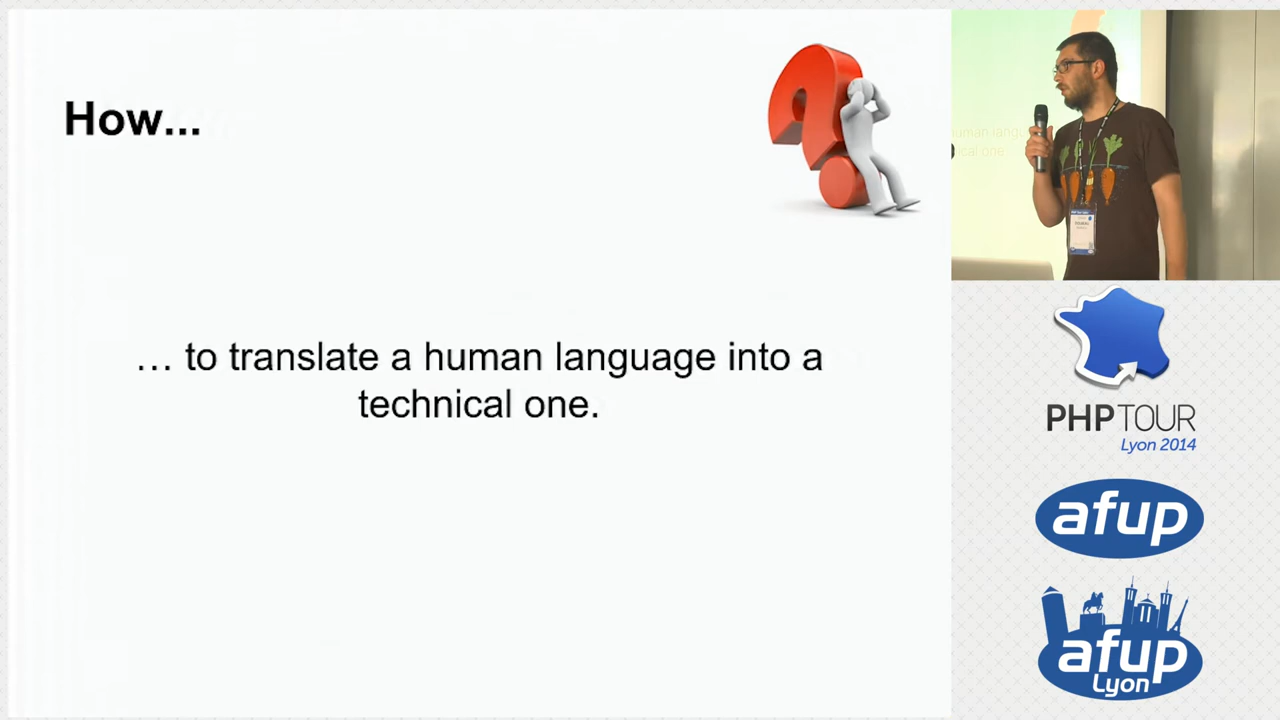 How...
… to translate a human language into a
technical one.
PHPTOUR
Lyon 2014
afup
afup
Lyon